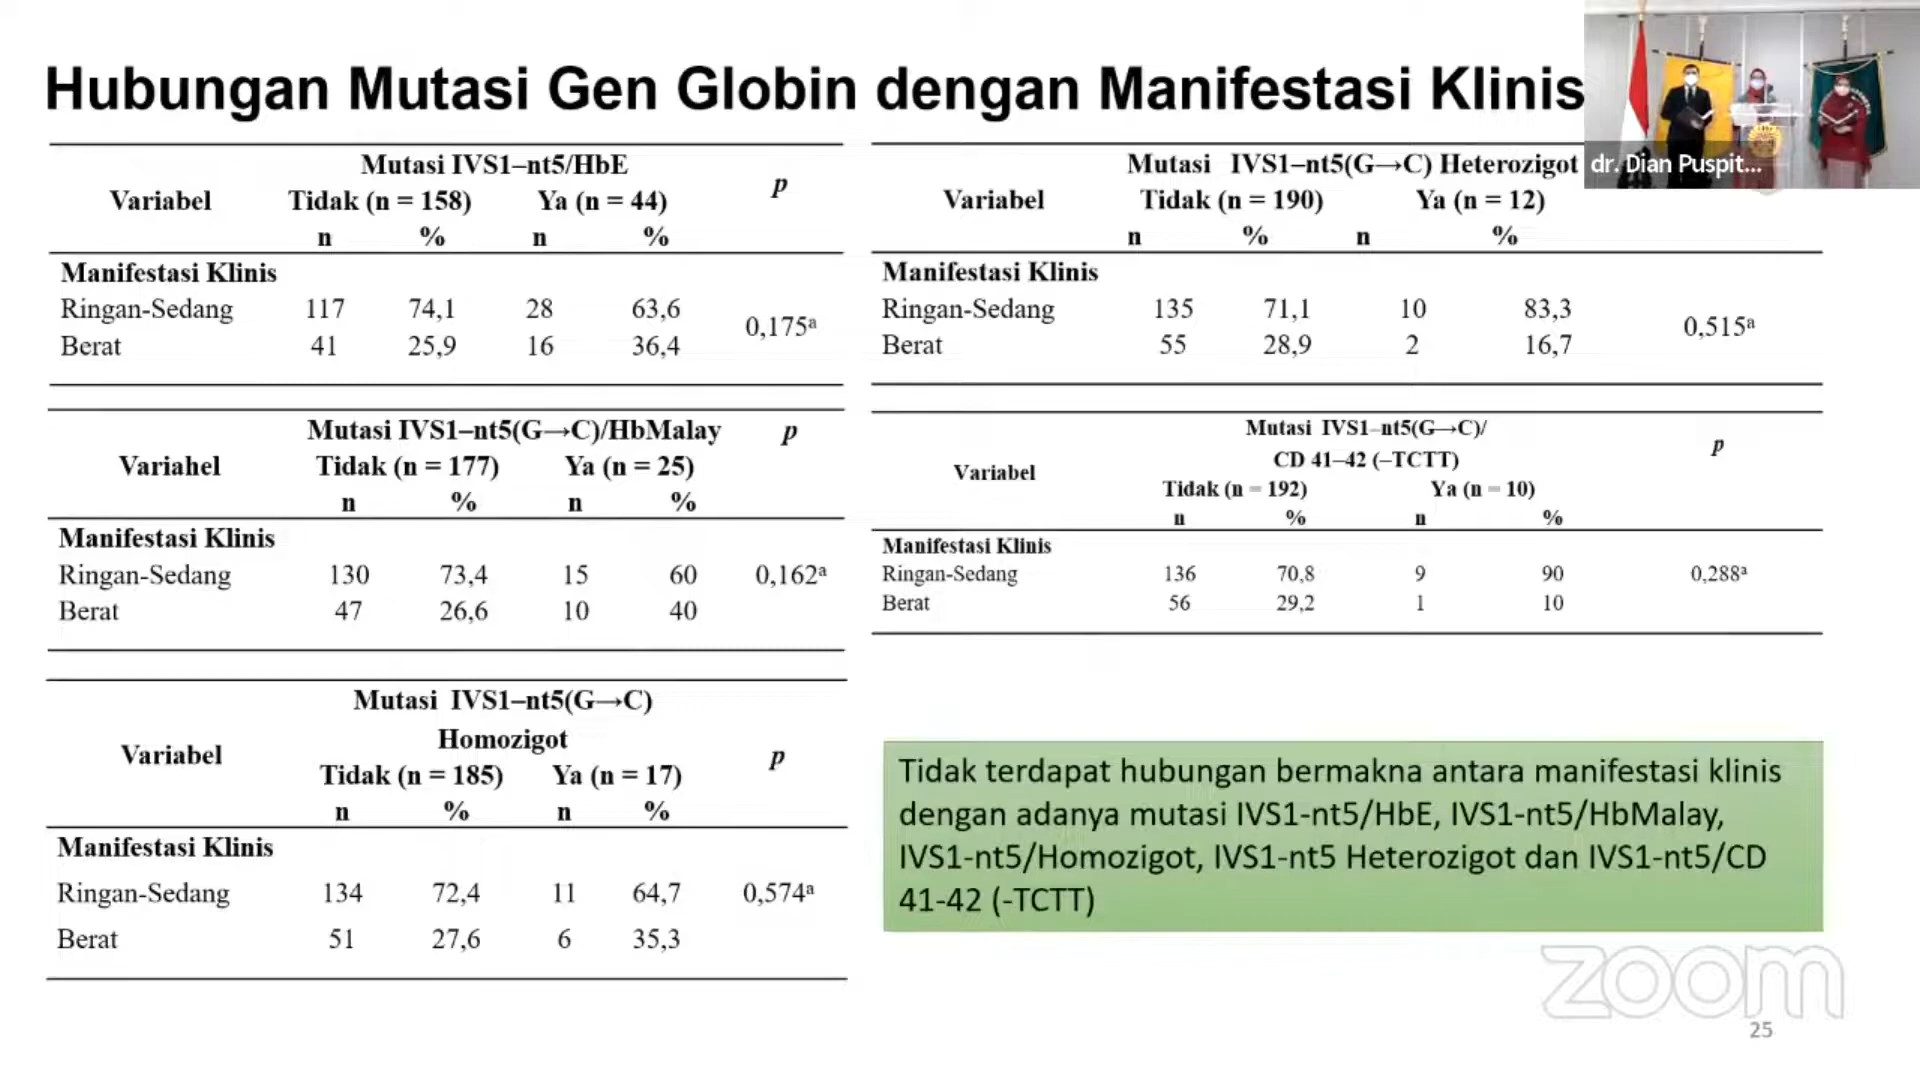 Hubungan Mutasi Gen Globin dengan Manifestasi Klinis
dr. Dian Puspit...
Mutasi IVS1–nt5/HbE
Variabel Tidak (n = 158) Ya (n = 44) p
n % n %
Manifestasi Klinis
Ringan-Sedang 117 74,1 28 63,6 0,175ᵃ
Berat 41 25,9 16 36,4
Mutasi IVS1–nt5(G→C)/HbMalay p
Variahel Tidak (n = 177) Ya (n = 25)
n % n %
Manifestasi Klinis
Ringan-Sedang 130 73,4 15 60 0,162ᵃ
Berat 47 26,6 10 40
Mutasi IVS1–nt5(G→C)
Homozigot
Variabel Tidak (n = 185) Ya (n = 17) p
n % n %
Manifestasi Klinis
Ringan-Sedang 134 72,4 11 64,7 0,574ᵃ
Berat 51 27,6 6 35,3
Mutasi IVS1–nt5(G→C) Heterozigot
Variabel Tidak (n = 190) Ya (n = 12)
n % n %
Manifestasi Klinis
Ringan-Sedang 135 71,1 10 83,3 0,515ᵃ
Berat 55 28,9 2 16,7
Mutasi IVS1–nt5(G→C)/
CD 41–42 (–TCTT) p
Variabel Tidak (n = 192) Ya (n = 10)
n % n %
Manifestasi Klinis
Ringan-Sedang 136 70,8 9 90 0,288ᵃ
Berat 56 29,2 1 10
Tidak terdapat hubungan bermakna antara manifestasi klinis
dengan adanya mutasi IVS1-nt5/HbE, IVS1-nt5/HbMalay,
IVS1-nt5/Homozigot, IVS1-nt5 Heterozigot dan IVS1-nt5/CD
41-42 (-TCTT)
zoom
25